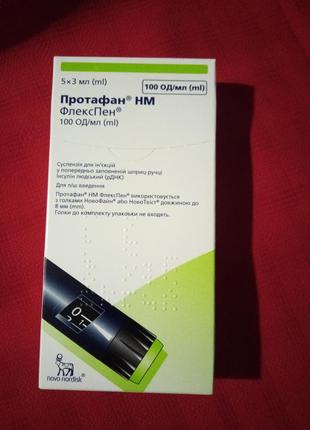 5×3 мл (ml)
100 ОД/мл (ml)
Протафан® НМ
ФлексПен®
100 ОД/мл (ml)
Суспензія для ін'єкцій
у попередньо заповненій шприц-ручці
Інсулін людський (рДНК)
Для п/ш введення
Протафан® НМ ФлексПен® використовується
з голками НовоФайн® або НовоТвіст® довжиною до
8 мм (mm).
Голки до комплекту упаковки не входять.
0
novo nordisk®